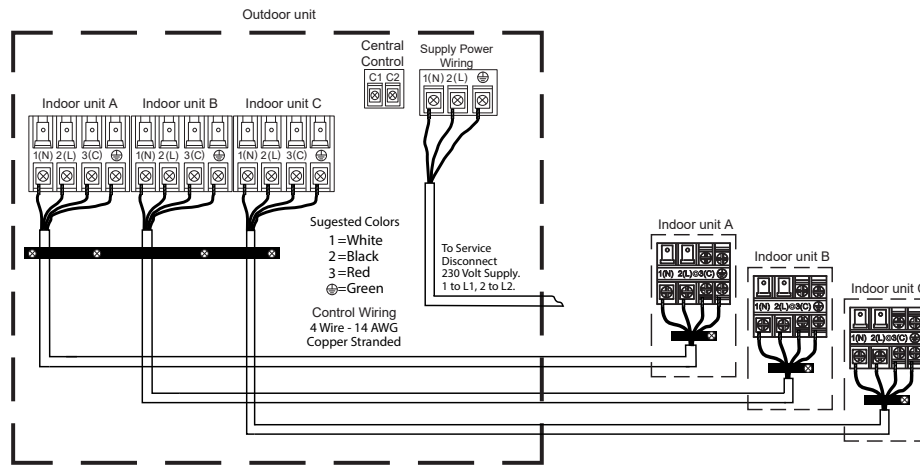 Outdoor unit
Central
Control
C1 C2
Supply Power
Wiring
1(N) 2(L)
Indoor unit A
Indoor unit B
Indoor unit C
1(N) 2(L) 3(C)
1(N) 2(L) 3(C)
1(N) 2(L) 3(C)
Sugested Colors
1=White
2=Black
3=Red
=Green
Control Wiring
4 Wire - 14 AWG
Copper Stranded
To Service
Disconnect
230 Volt Supply.
1 to L1, 2 to L2.
Indoor unit A
1(N) 2(L) 3(C)
Indoor unit B
1(N) 2(L) 3(C)
Indoor unit C
1(N) 2(L) 3(C)